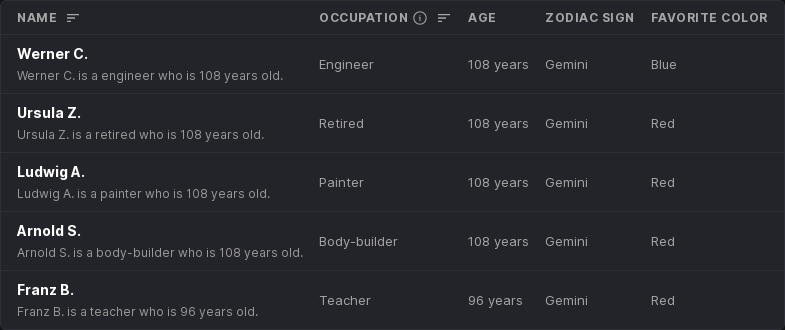 NAME OCCUPATION AGE ZODIAC SIGN FAVORITE COLOR
Werner C.
Werner C. is a engineer who is 108 years old.
Engineer 108 years Gemini Blue
Ursula Z.
Ursula Z. is a retired who is 108 years old.
Retired 108 years Gemini Red
Ludwig A.
Ludwig A. is a painter who is 108 years old.
Painter 108 years Gemini Red
Arnold S.
Arnold S. is a body-builder who is 108 years old.
Body-builder 108 years Gemini Red
Franz B.
Franz B. is a teacher who is 96 years old.
Teacher 96 years Gemini Red